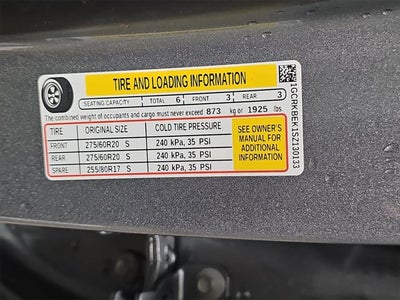 TIRE AND LOADING INFORMATION
SEATING CAPACITY TOTAL 6 FRONT 3 REAR 3
The combined weight of occupants and cargo must never exceed 873 kg or 1925 lbs.
TIRE ORIGINAL SIZE COLD TIRE PRESSURE
FRONT 275/60R20 S 240 kPa, 35 PSI
REAR 275/60R20 S 240 kPa, 35 PSI
SPARE 255/80R17 S 240 kPa, 35 PSI
SEE OWNER'S
MANUAL FOR
ADDITIONAL
INFORMATION
1GCRKBEK1SZ130133